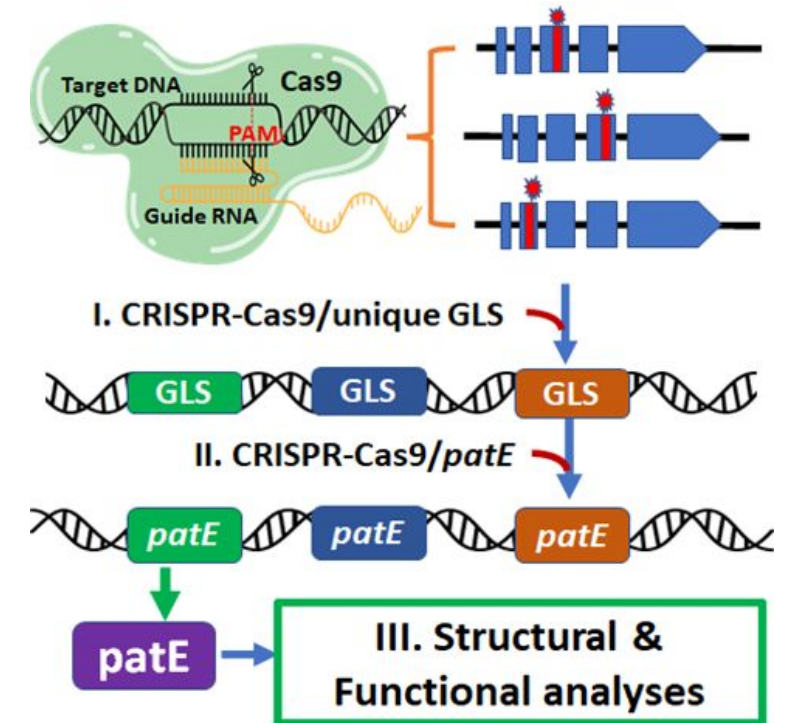 Target DNA
Cas9
PAM
Guide RNA
I. CRISPR-Cas9/unique GLS
GLS
GLS
GLS
II. CRISPR-Cas9/patE
patE
patE
patE
patE
III. Structural &
Functional analyses